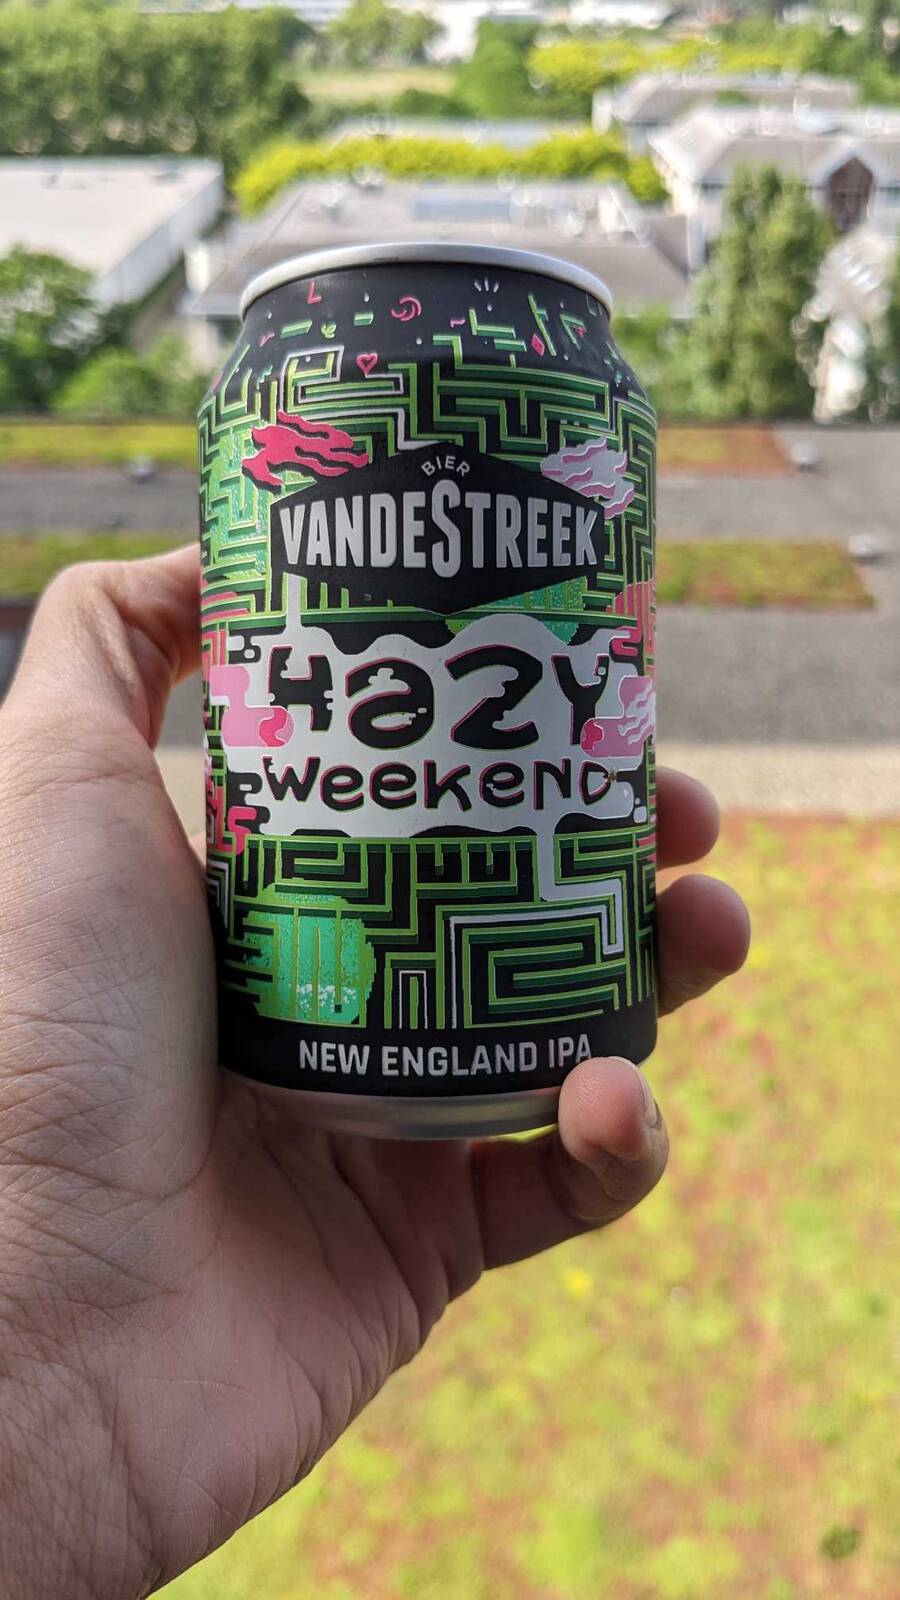 BIER
VANDESTREEK
HAZY
WEEKEND
NEW ENGLAND IPA